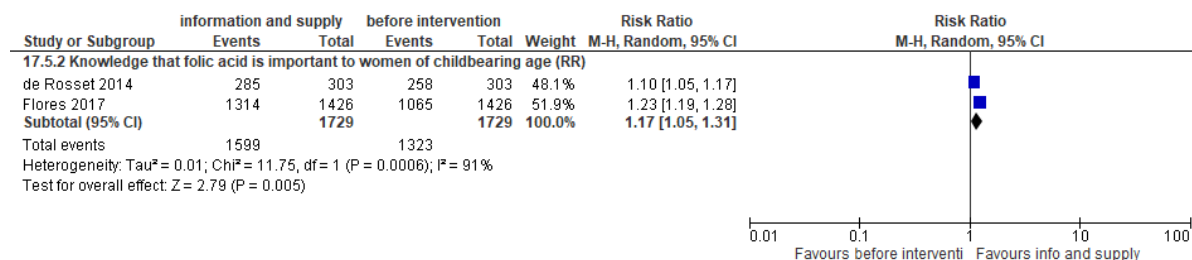 information and supply before intervention Risk Ratio Risk Ratio
Study or Subgroup Events Total Events Total Weight M-H, Random, 95% CI M-H, Random, 95% CI
17.5.2 Knowledge that folic acid is important to women of childbearing age (RR)
de Rosset 2014 285 303 258 303 48.1% 1.10 [1.05, 1.17]
Flores 2017 1314 1426 1065 1426 51.9% 1.23 [1.19, 1.28]
Subtotal (95% CI) 1729 1729 100.0% 1.17 [1.05, 1.31]
Total events 1599 1323
Heterogeneity: Tau² = 0.01; Chi² = 11.75, df = 1 (P = 0.0006); I² = 91%
Test for overall effect: Z = 2.79 (P = 0.005)
0.01 0.1 1 10 100
Favours before interventi Favours info and supply